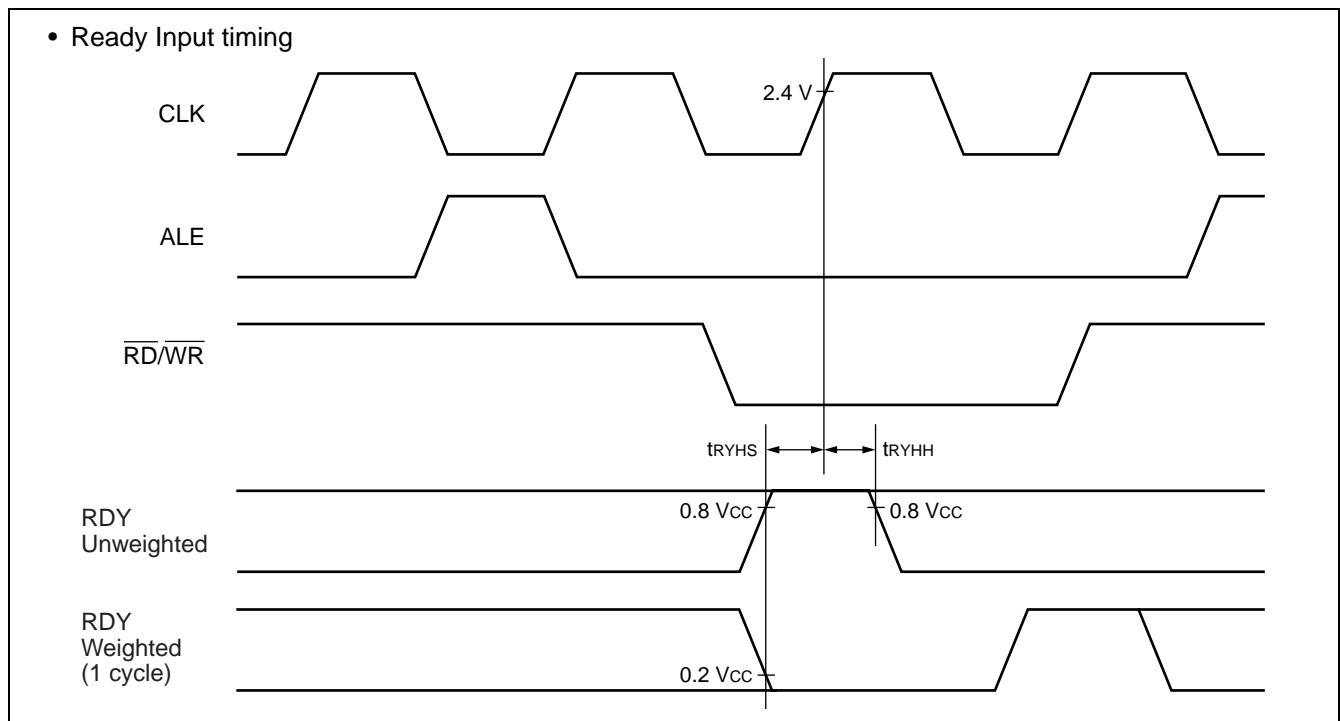 • Ready Input timing
CLK
2.4 V
ALE
RD/WR
tRYHS
tRYHH
RDY
Unweighted
0.8 VCC
0.8 VCC
RDY
Weighted
(1 cycle)
0.2 VCC